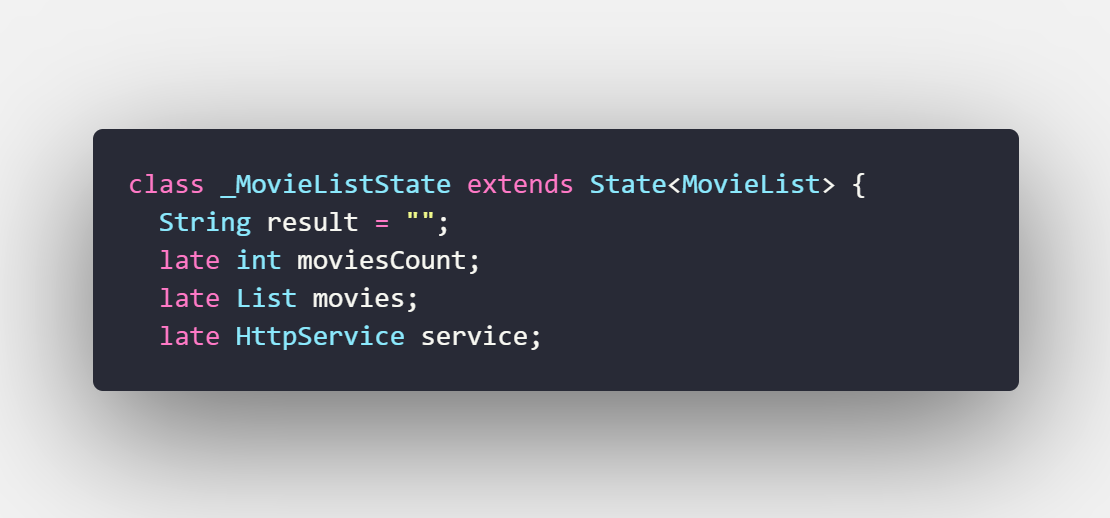 class _MovieListState extends State<MovieList> {
  String result = "";
  late int moviesCount;
  late List movies;
  late HttpService service;